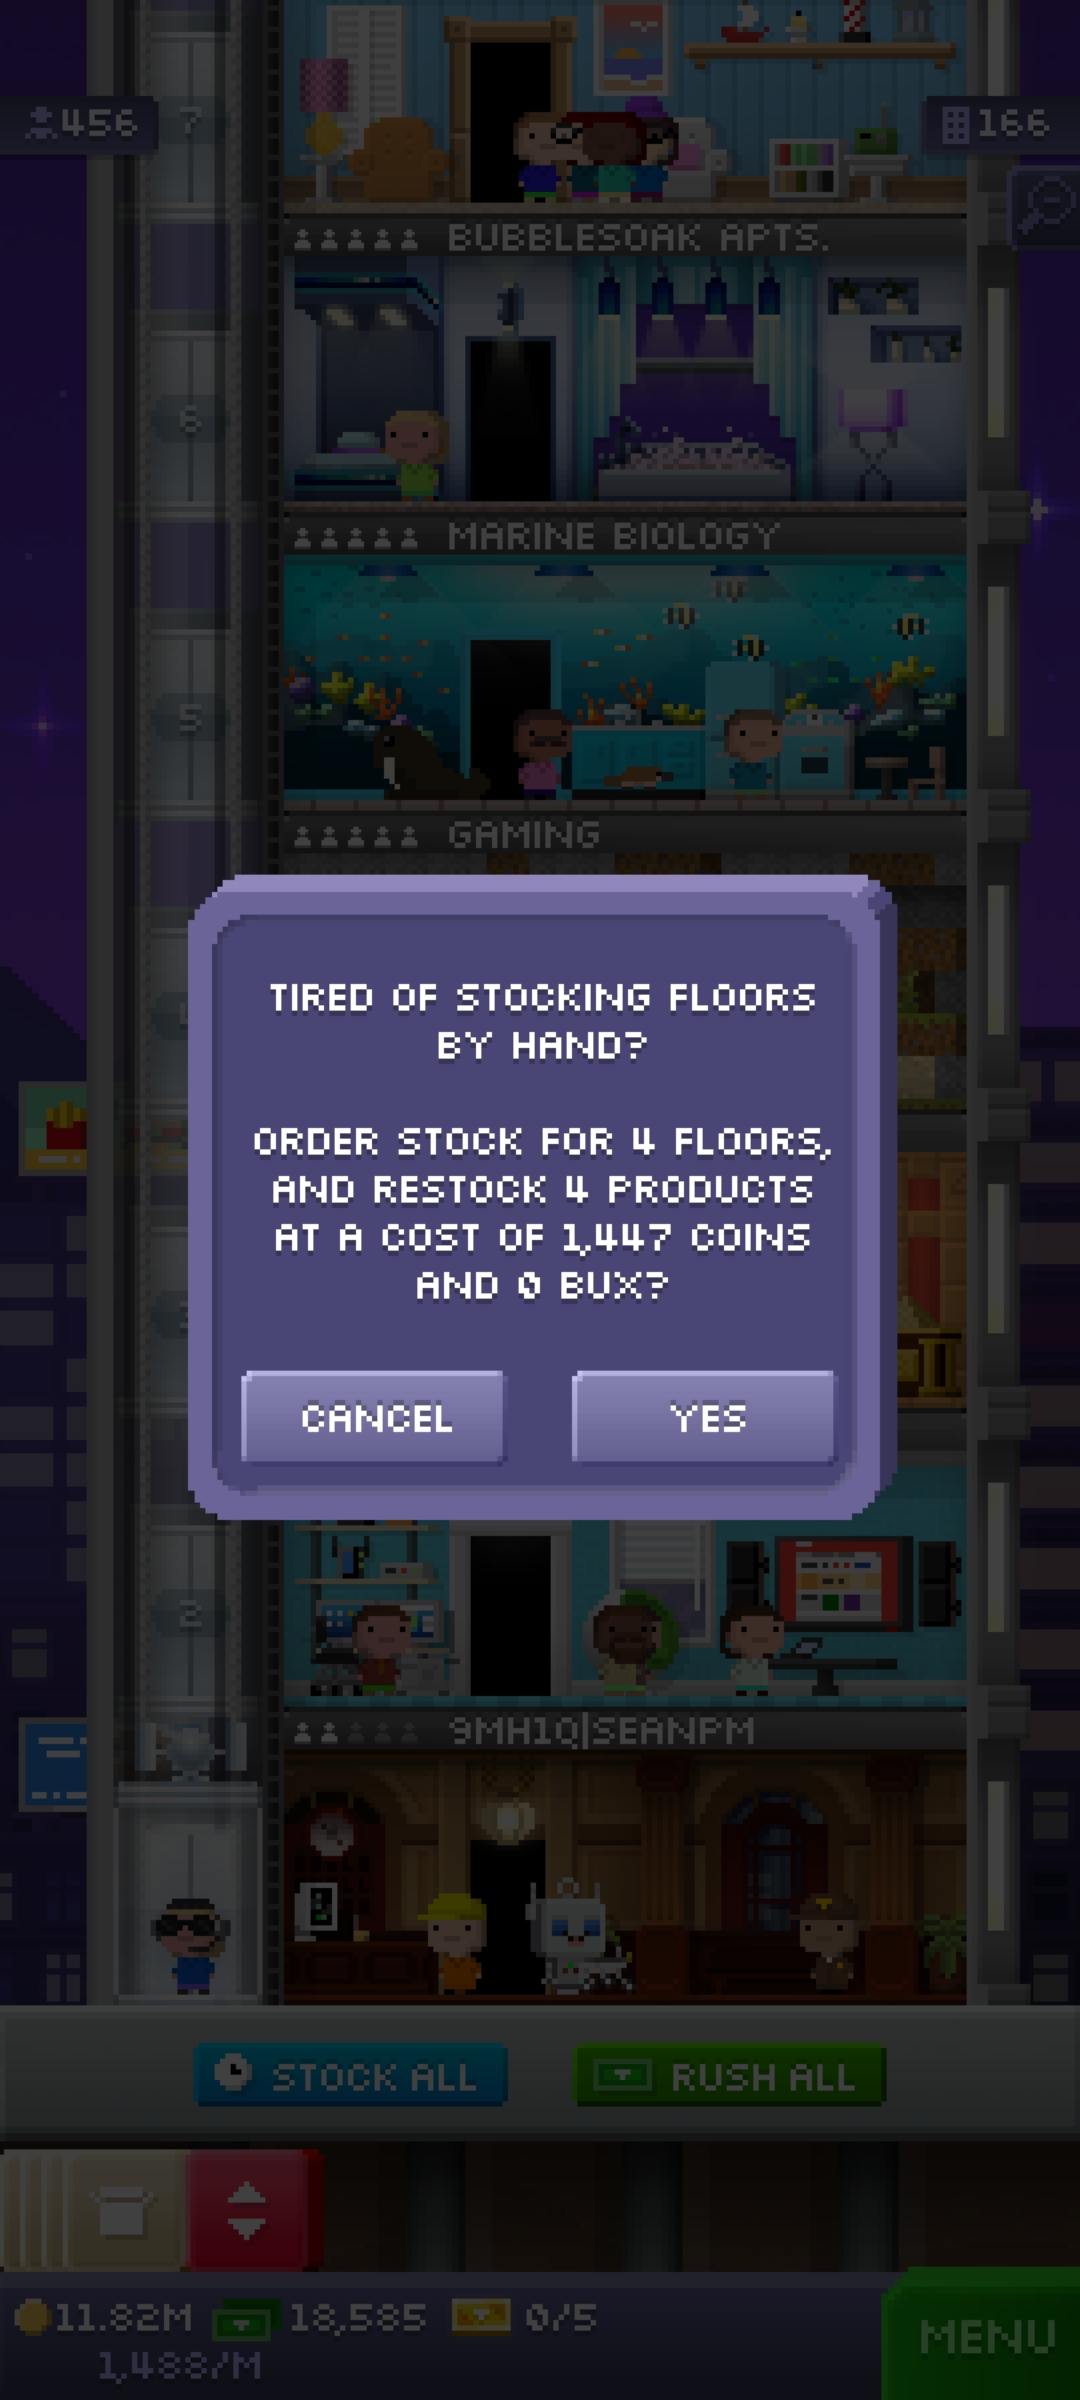 456
7
166
BUBBLESOAK APTS.
6
MARINE BIOLOGY
5
GAMING
TIRED OF STOCKING FLOORS
BY HAND?
ORDER STOCK FOR 4 FLOORS,
AND RESTOCK 4 PRODUCTS
AT A COST OF 1,447 COINS
AND 0 BUX?
CANCEL
YES
2
9MH1Q|SEANPM
STOCK ALL
RUSH ALL
11.82M
18,585
0/5
MENU
1,488/M